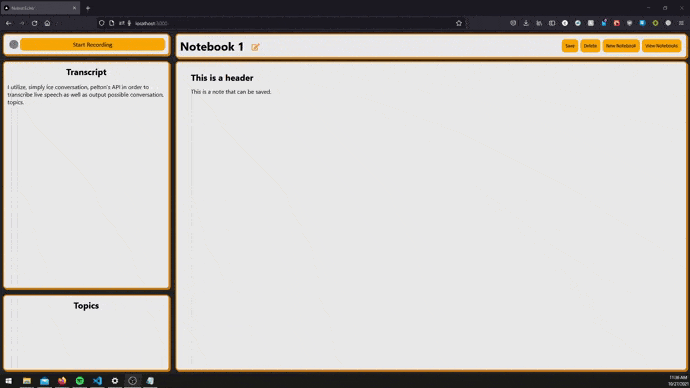 localhost:5000
Start Recording
Notebook 1
Save
Delete
New Notebook
View Notebooks
Transcript
I utilize, simply ice conversation, pelton's API in order to
transcribe live speech as well as output possible conversation.
topics.
This is a header
This is a note that can be saved.
Topics
11:36 AM
10/27/2021